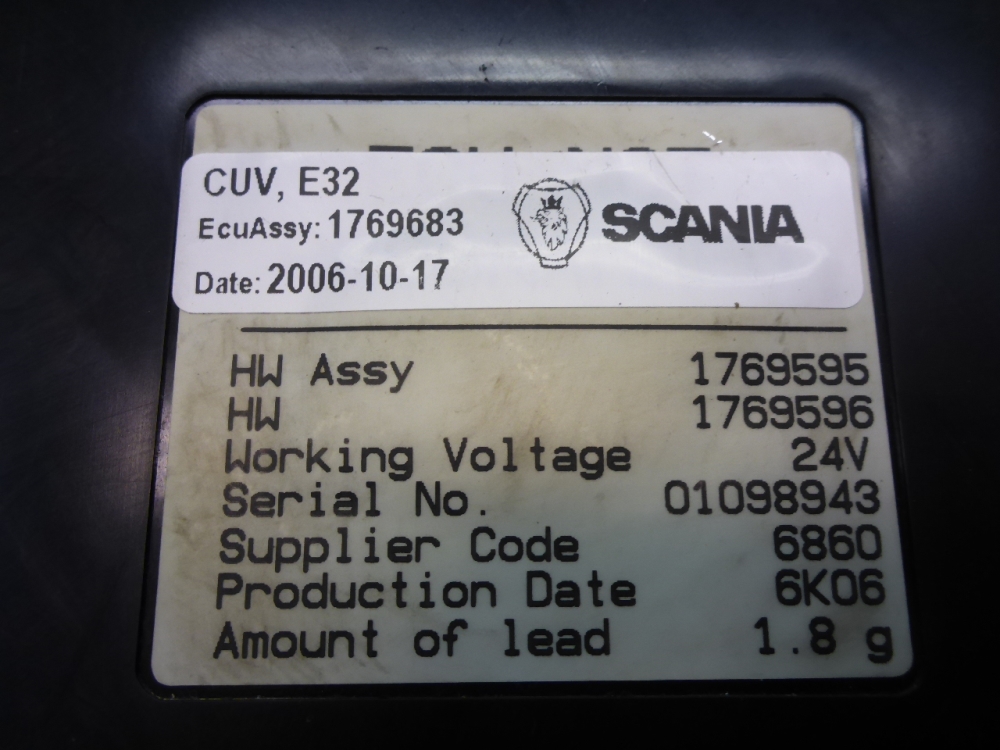 CUV, E32
EcuAssy: 1769683
SCANIA
Date: 2006-10-17
HW Assy 1769595
HW 1769596
Working Voltage 24V
Serial No. 01098943
Supplier Code 6860
Production Date 6K06
Amount of lead 1.8 g